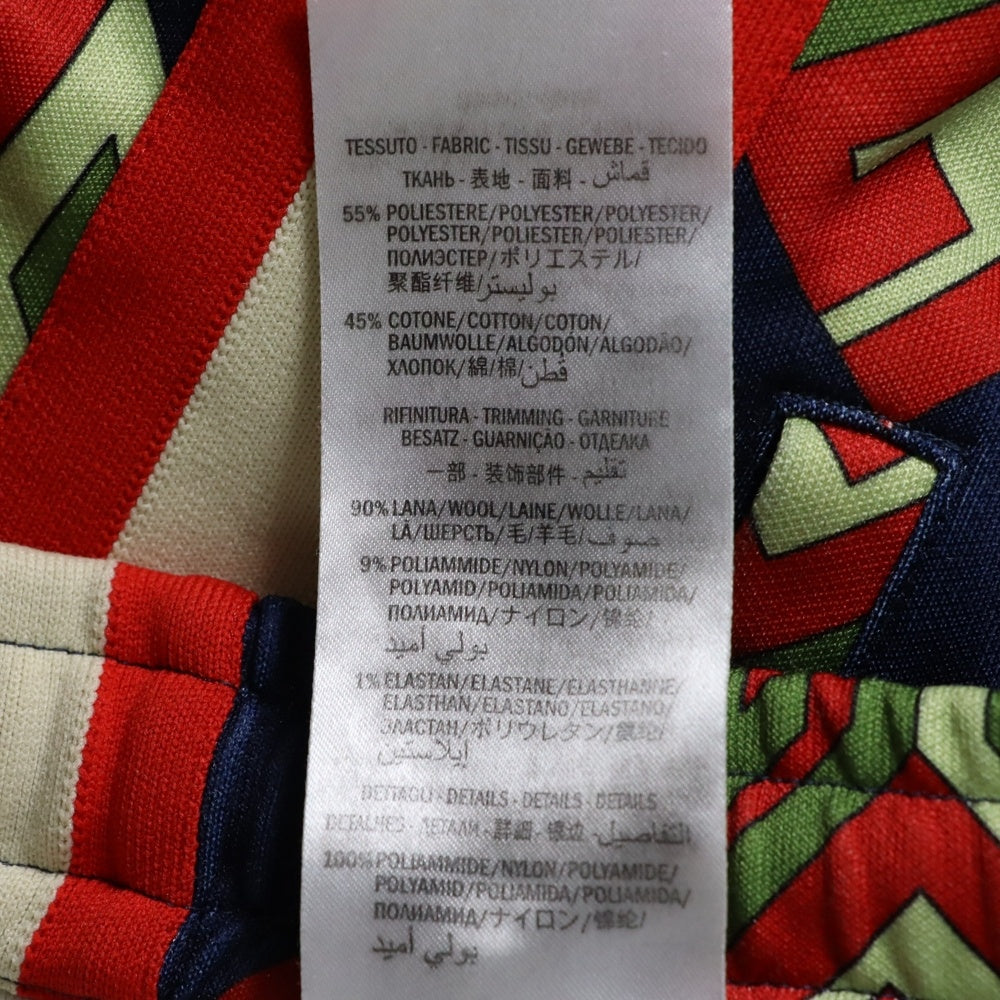 TESSUTO - FABRIC - TISSU - GEWEBE - TECIDO
ТКАНЬ - 表地 - 面料 - قماش
55% POLIESTERE/POLYESTER/POLYESTER/
POLYESTER/POLIESTER/POLIESTER/
ПОЛИЭСТЕР/ポリエステル/
聚酯纤维/بوليستر
45% COTONE/COTTON/COTON/
BAUMWOLLE/ALGODÓN/ALGODÃO/
ХЛОПОК/綿/棉/قطن
RIFINITURA - TRIMMING - GARNITURE
BESATZ - GUARNIÇÃO - ОТДЕЛКА
一部 - 装饰部件 - تقليم
90% LANA/WOOL/LAINE/WOLLE/LANA/
LÃ/ШЕРСТЬ/毛/羊毛/صوف
9% POLIAMMIDE/NYLON/POLYAMIDE/
POLYAMID/POLIAMIDA/POLIAMIDA/
ПОЛИАМИД/ナイロン/锦纶/
بولي أميد
1% ELASTAN/ELASTANE/ELASTHANNE/
ELASTHAN/ELASTANO/ELASTANO/
ЭЛАСТАН/ポリウレタン/氨纶/
إيلاستين
DETTAGLI - DETAILS - DETAILS - DETAILS
DETALHES - ДЕТАЛИ - 詳細 - 镶边 - التفاصيل
100% POLIAMMIDE/NYLON/POLYAMIDE/
POLYAMID/POLIAMIDA/POLIAMIDA/
ПОЛИАМИД/ナイロン/锦纶/
بولي أميد